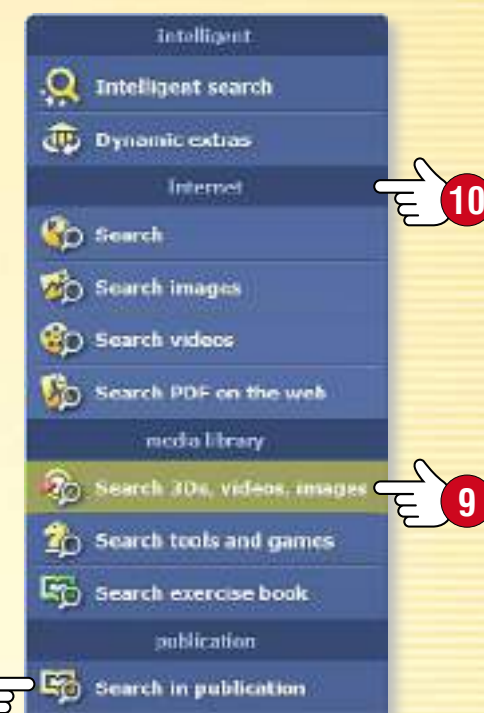 Intelligent
Intelligent search
Dynamic extras
Internet
10
Search
Search images
Search videos
Search PDF on the web
media library
Search 3Ds, videos, images
9
Search tools and games
Search exercise book
publication
Search in publication